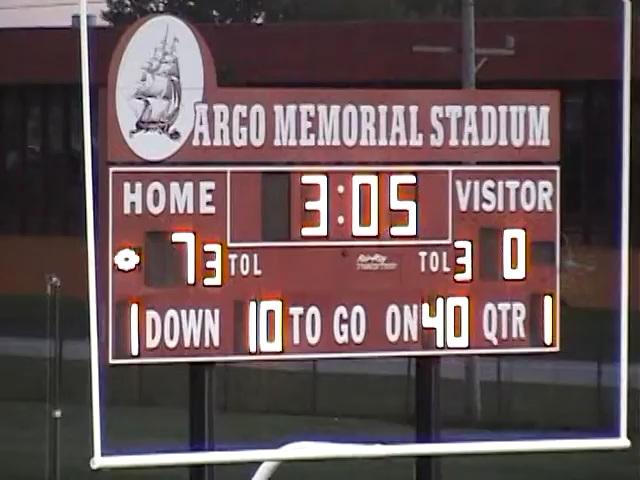 ARGO MEMORIAL STADIUM
HOME 3:05 VISITOR
7 3 TOL TOL 3 0
1 DOWN 10 TO GO ON 40 QTR 1